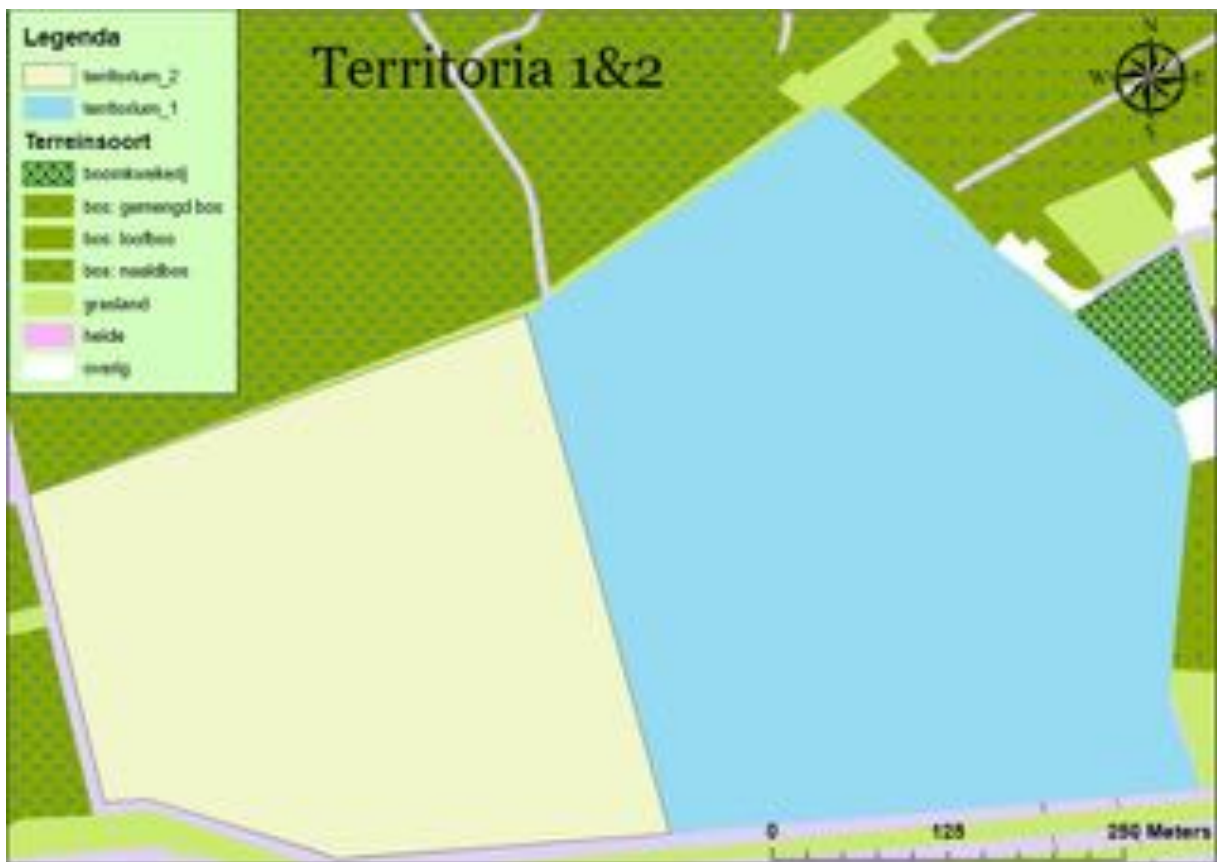 Legenda
territorium_2
territorium_1
Terreinsoort
boomkwekerij
bos: gemengd bos
bos: loofbos
bos: naaldbos
grasland
heide
overig
Territoria 1&2
N
W E
S
0 125 250 Meters